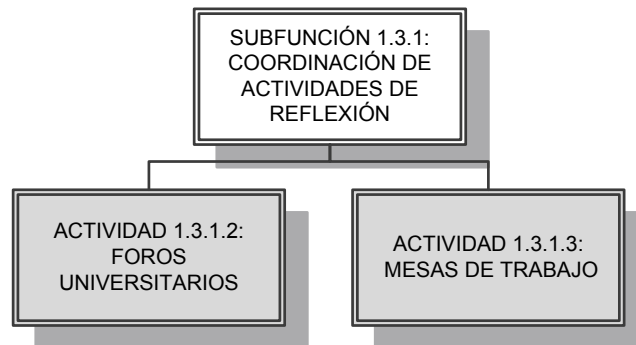 SUBFUNCIÓN 1.3.1:
COORDINACIÓN DE
ACTIVIDADES DE
REFLEXIÓN
ACTIVIDAD 1.3.1.2:
FOROS
UNIVERSITARIOS
ACTIVIDAD 1.3.1.3:
MESAS DE TRABAJO